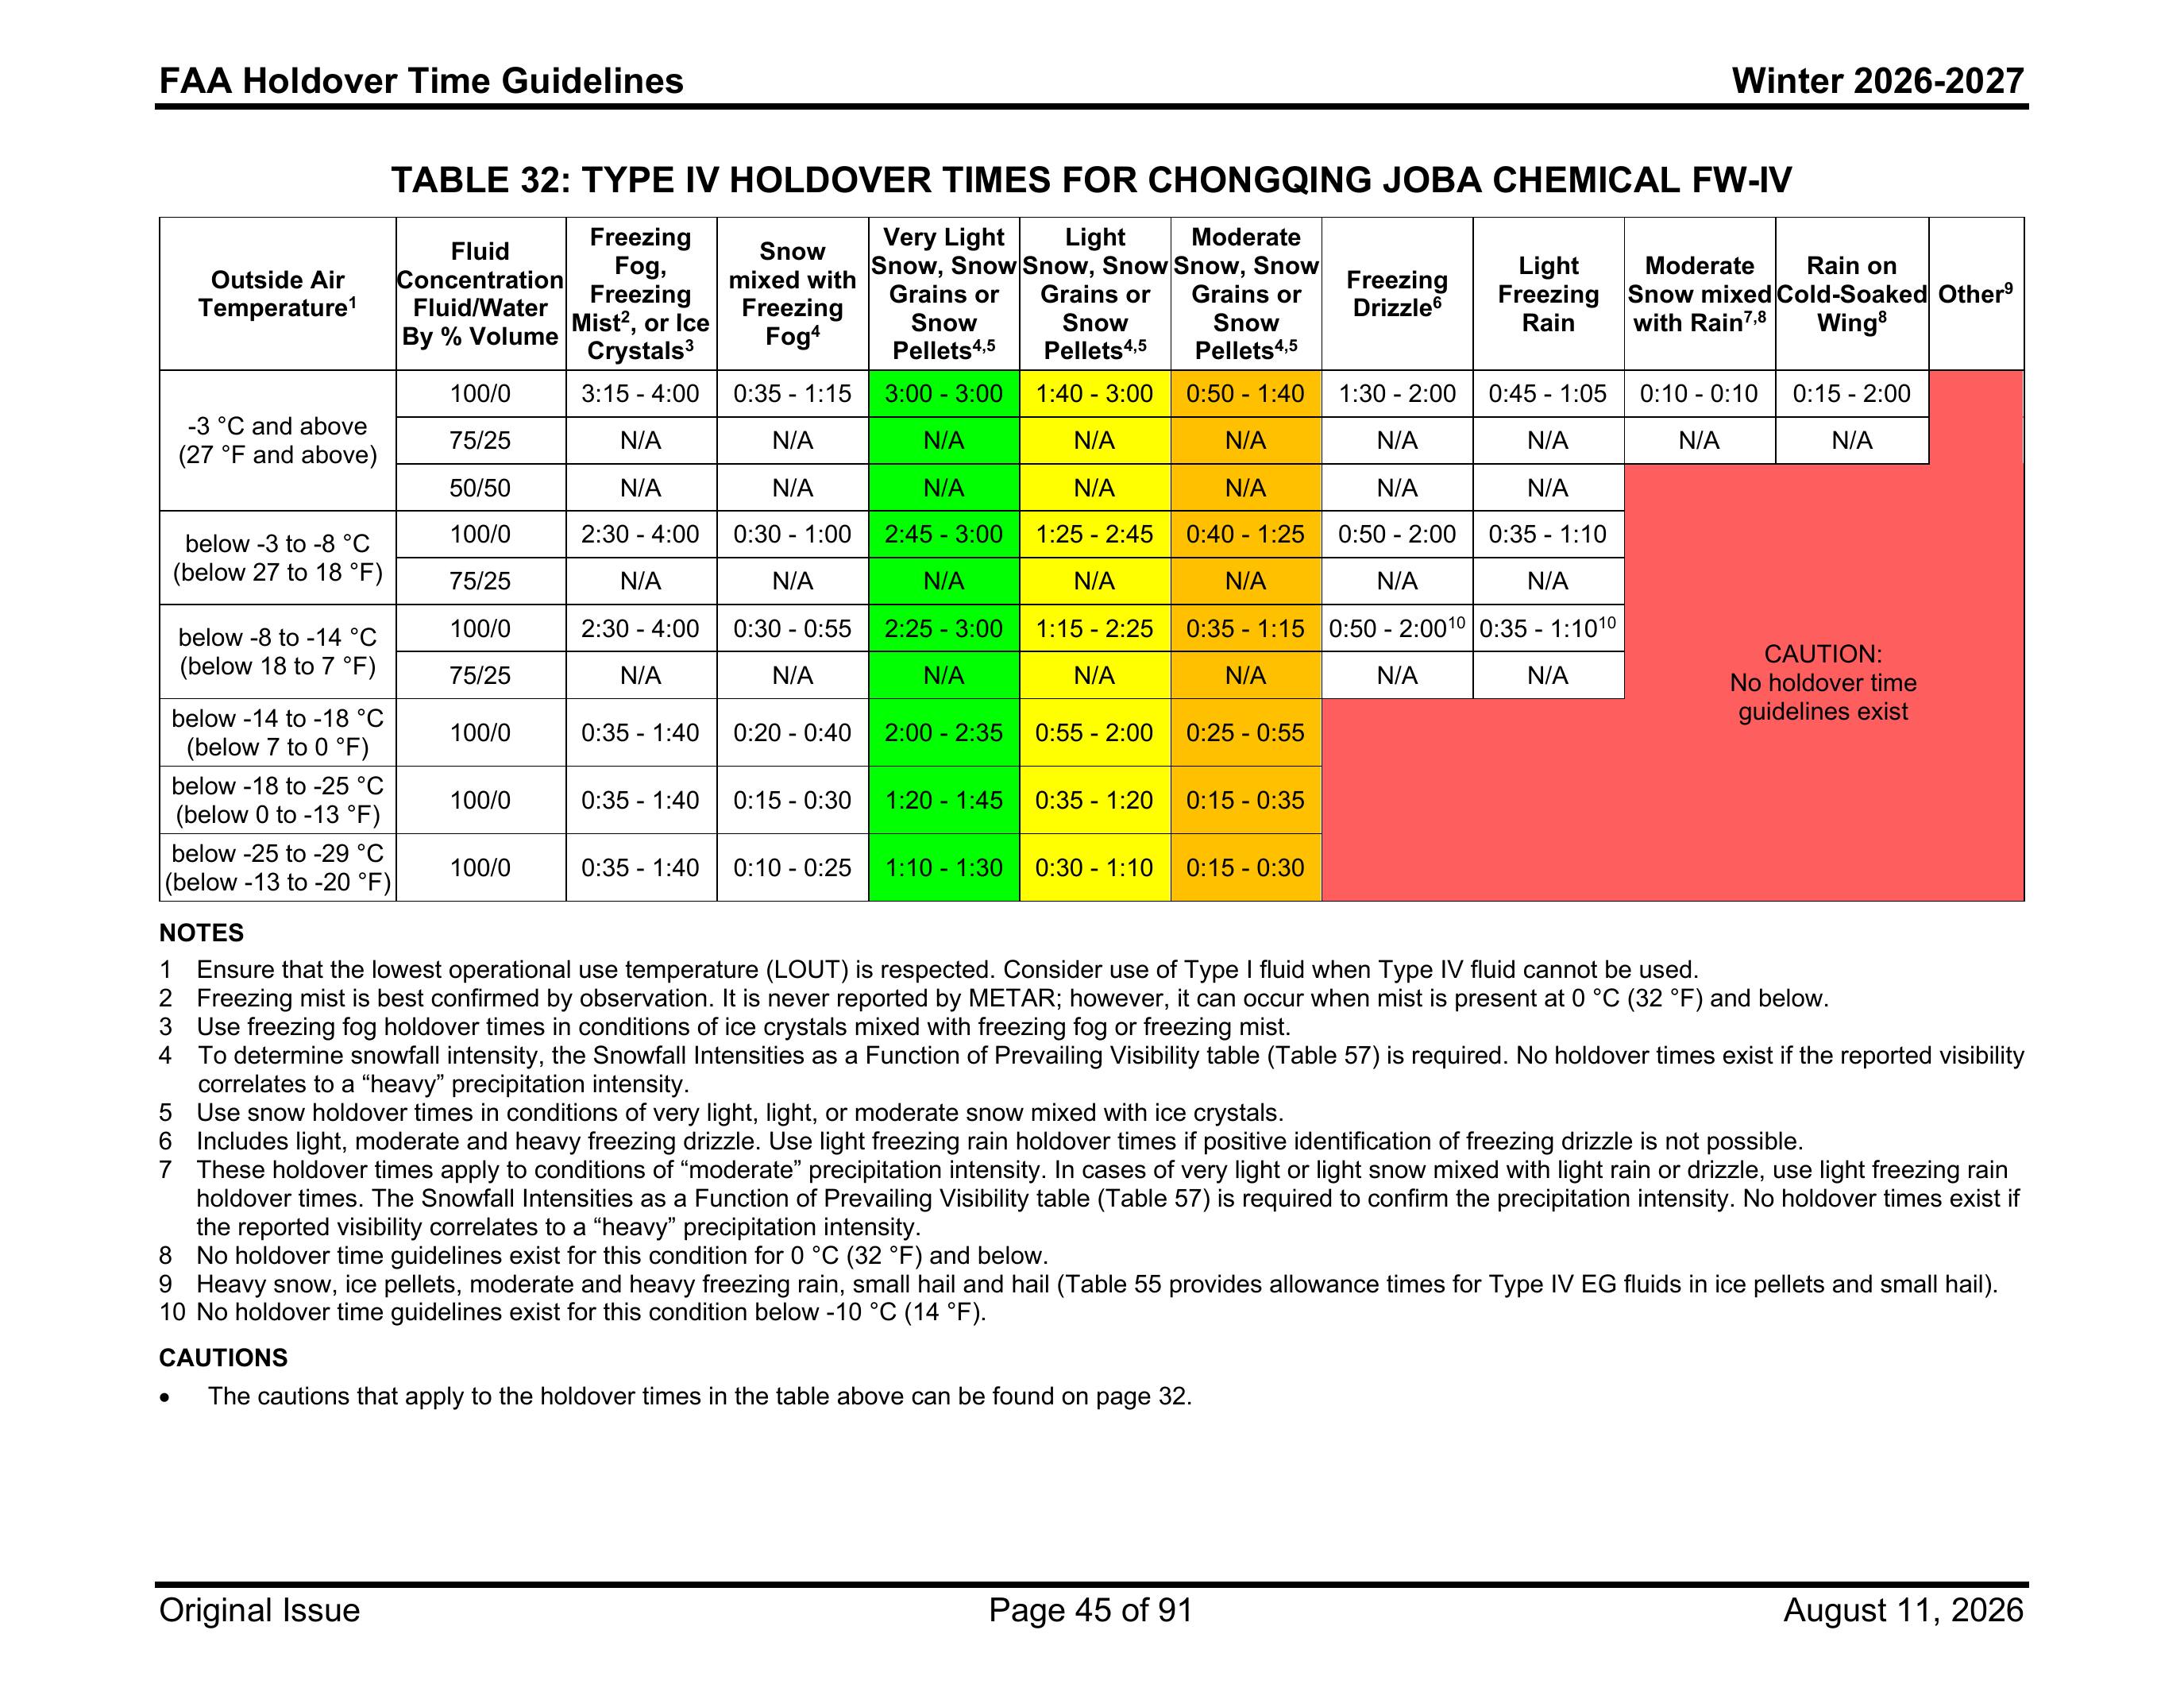 FAA Holdover Time Guidelines Winter 2026-2027
TABLE 32: TYPE IV HOLDOVER TIMES FOR CHONGQING JOBA CHEMICAL FW-IV
Outside Air
Temperature1
Fluid
Concentration
Fluid/Water
By % Volume
Freezing
Fog,
Freezing
Mist2, or Ice
Crystals3
Snow
mixed with
Freezing
Fog4
Very Light
Snow, Snow
Grains or
Snow
Pellets4,5
Light
Snow, Snow
Grains or
Snow
Pellets4,5
Moderate
Snow, Snow
Grains or
Snow
Pellets4,5
Freezing
Drizzle6
Light
Freezing
Rain
Moderate
Snow mixed
with Rain7,8
Rain on
Cold-Soaked
Wing8
Other9
-3 °C and above
(27 °F and above)
100/0 3:15 - 4:00 0:35 - 1:15 3:00 - 3:00 1:40 - 3:00 0:50 - 1:40 1:30 - 2:00 0:45 - 1:05 0:10 - 0:10 0:15 - 2:00
75/25 N/A N/A N/A N/A N/A N/A N/A N/A N/A
50/50 N/A N/A N/A N/A N/A N/A N/A
below -3 to -8 °C
(below 27 to 18 °F)
100/0 2:30 - 4:00 0:30 - 1:00 2:45 - 3:00 1:25 - 2:45 0:40 - 1:25 0:50 - 2:00 0:35 - 1:10
75/25 N/A N/A N/A N/A N/A N/A N/A
below -8 to -14 °C
(below 18 to 7 °F)
100/0 2:30 - 4:00 0:30 - 0:55 2:25 - 3:00 1:15 - 2:25 0:35 - 1:15 0:50 - 2:0010 0:35 - 1:1010
75/25 N/A N/A N/A N/A N/A N/A N/A
CAUTION:
No holdover time
guidelines exist
below -14 to -18 °C
(below 7 to 0 °F)
100/0 0:35 - 1:40 0:20 - 0:40 2:00 - 2:35 0:55 - 2:00 0:25 - 0:55
below -18 to -25 °C
(below 0 to -13 °F)
100/0 0:35 - 1:40 0:15 - 0:30 1:20 - 1:45 0:35 - 1:20 0:15 - 0:35
below -25 to -29 °C
(below -13 to -20 °F)
100/0 0:35 - 1:40 0:10 - 0:25 1:10 - 1:30 0:30 - 1:10 0:15 - 0:30
NOTES
1 Ensure that the lowest operational use temperature (LOUT) is respected. Consider use of Type I fluid when Type IV fluid cannot be used.
2 Freezing mist is best confirmed by observation. It is never reported by METAR; however, it can occur when mist is present at 0 °C (32 °F) and below.
3 Use freezing fog holdover times in conditions of ice crystals mixed with freezing fog or freezing mist.
4 To determine snowfall intensity, the Snowfall Intensities as a Function of Prevailing Visibility table (Table 57) is required. No holdover times exist if the reported visibility
correlates to a “heavy” precipitation intensity.
5 Use snow holdover times in conditions of very light, light, or moderate snow mixed with ice crystals.
6 Includes light, moderate and heavy freezing drizzle. Use light freezing rain holdover times if positive identification of freezing drizzle is not possible.
7 These holdover times apply to conditions of “moderate” precipitation intensity. In cases of very light or light snow mixed with light rain or drizzle, use light freezing rain
holdover times. The Snowfall Intensities as a Function of Prevailing Visibility table (Table 57) is required to confirm the precipitation intensity. No holdover times exist if
the reported visibility correlates to a “heavy” precipitation intensity.
8 No holdover time guidelines exist for this condition for 0 °C (32 °F) and below.
9 Heavy snow, ice pellets, moderate and heavy freezing rain, small hail and hail (Table 55 provides allowance times for Type IV EG fluids in ice pellets and small hail).
10 No holdover time guidelines exist for this condition below -10 °C (14 °F).
CAUTIONS
• The cautions that apply to the holdover times in the table above can be found on page 32.
Original Issue Page 45 of 91 August 11, 2026